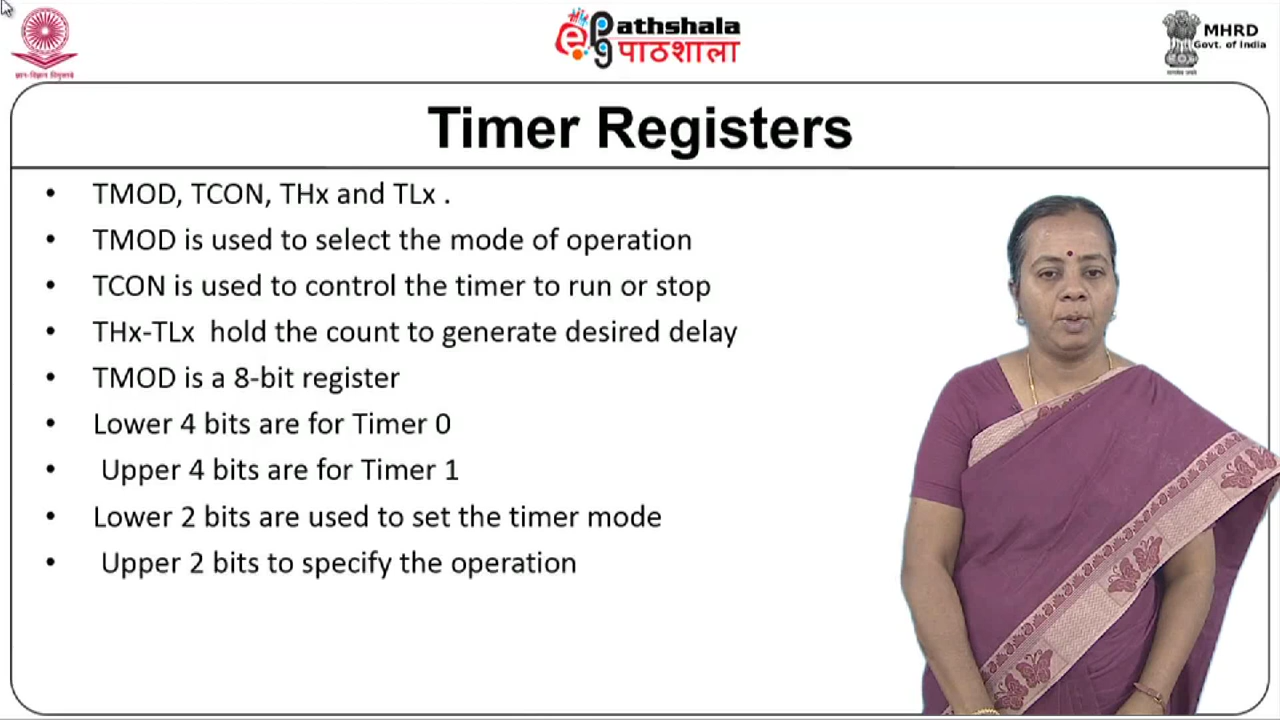 ePG Pathshala
पाठशाला
MHRD
Govt. of India
Timer Registers
• TMOD, TCON, THx and TLx .
• TMOD is used to select the mode of operation
• TCON is used to control the timer to run or stop
• THx-TLx hold the count to generate desired delay
• TMOD is a 8-bit register
• Lower 4 bits are for Timer 0
• Upper 4 bits are for Timer 1
• Lower 2 bits are used to set the timer mode
• Upper 2 bits to specify the operation